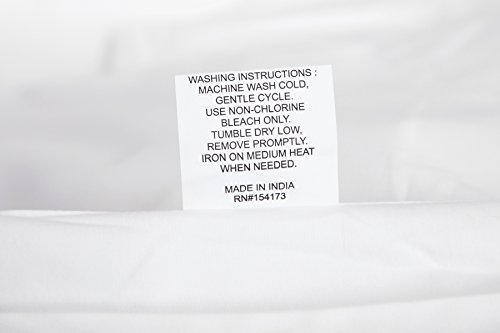 WASHING INSTRUCTIONS :
MACHINE WASH COLD,
GENTLE CYCLE.
USE NON-CHLORINE
BLEACH ONLY.
TUMBLE DRY LOW,
REMOVE PROMPTLY.
IRON ON MEDIUM HEAT
WHEN NEEDED.
MADE IN INDIA
RN#154173